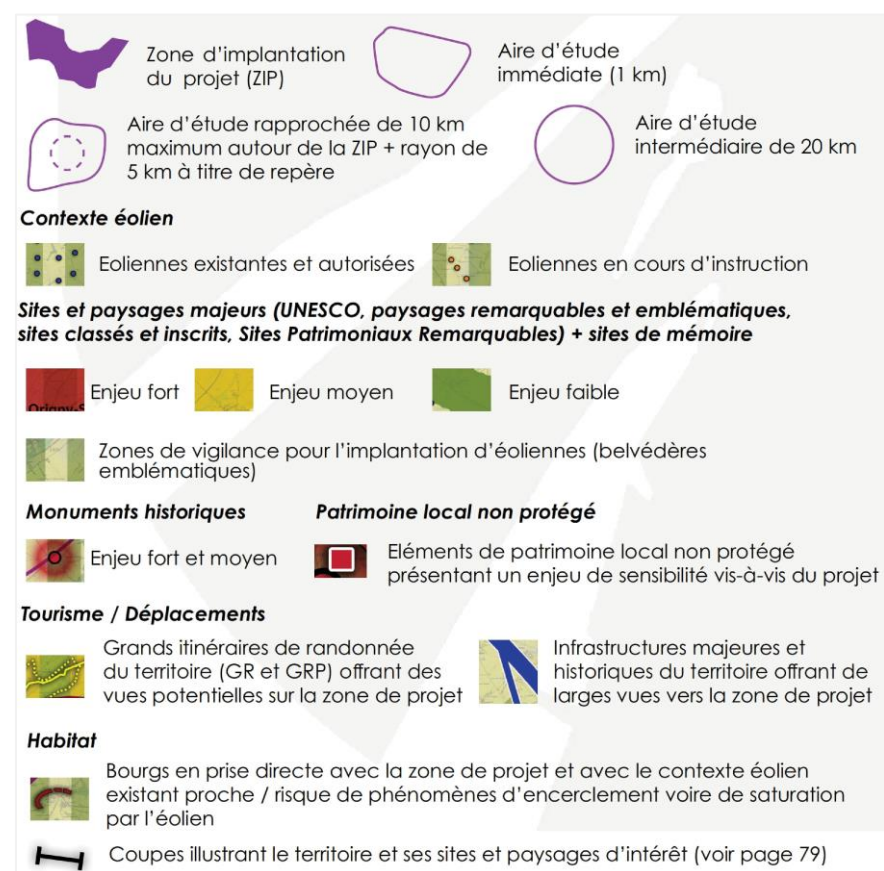 Zone d'implantation
du projet (ZIP)
Aire d'étude
immédiate (1 km)
Aire d'étude rapprochée de 10 km
maximum autour de la ZIP + rayon de
5 km à titre de repère
Aire d'étude
intermédiaire de 20 km
Contexte éolien
Eoliennes existantes et autorisées
Eoliennes en cours d'instruction
Sites et paysages majeurs (UNESCO, paysages remarquables et emblématiques,
sites classés et inscrits, Sites Patrimoniaux Remarquables) + sites de mémoire
Enjeu fort
Enjeu moyen
Enjeu faible
Zones de vigilance pour l'implantation d'éoliennes (belvédères
emblématiques)
Monuments historiques
Patrimoine local non protégé
Enjeu fort et moyen
Eléments de patrimoine local non protégé
présentant un enjeu de sensibilité vis-à-vis du projet
Tourisme / Déplacements
Grands itinéraires de randonnée
du territoire (GR et GRP) offrant des
vues potentielles sur la zone de projet
Infrastructures majeures et
historiques du territoire offrant de
larges vues vers la zone de projet
Habitat
Bourgs en prise directe avec la zone de projet et avec le contexte éolien
existant proche / risque de phénomènes d'encerclement voire de saturation
par l'éolien
Coupes illustrant le territoire et ses sites et paysages d'intérêt (voir page 79)